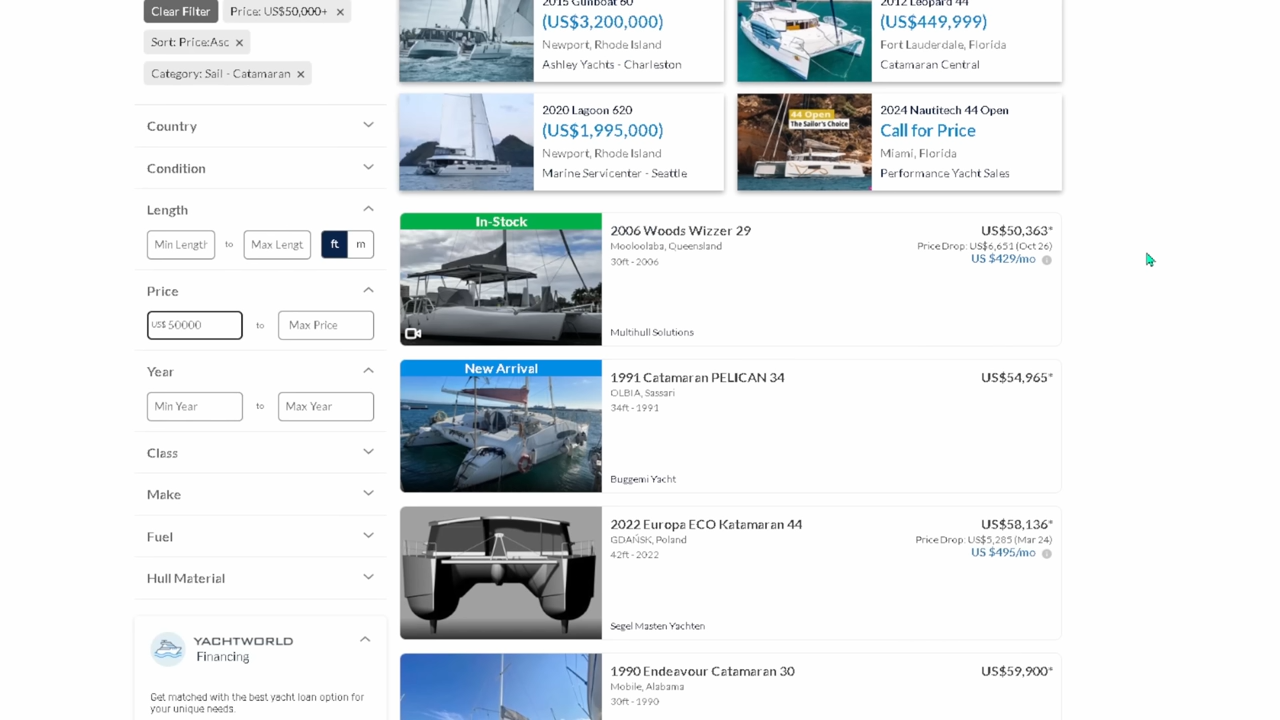 Clear Filter
Price: US$50,000+ ×
Sort: Price:Asc ×
Category: Sail - Catamaran ×
Country
Condition
Length
Min Length to Max Lengt ft m
Price
US$ 50000 to Max Price
Year
Min Year to Max Year
Class
Make
Fuel
Hull Material
YACHTWORLD
Financing
Get matched with the best yacht loan option for
your unique needs.
2015 Gunboat 60
(US$3,200,000)
Newport, Rhode Island
Ashley Yachts - Charleston
2012 Leopard 44
(US$449,999)
Fort Lauderdale, Florida
Catamaran Central
2020 Lagoon 620
(US$1,995,000)
Newport, Rhode Island
Marine Servicenter - Seattle
44 Open
The Sailor's Choice
2024 Nautitech 44 Open
Call for Price
Miami, Florida
Performance Yacht Sales
In-Stock
2006 Woods Wizzer 29
Mooloolaba, Queensland
30ft - 2006
Multihull Solutions
US$50,363*
Price Drop: US$6,651 (Oct 26)
US $429/mo
New Arrival
1991 Catamaran PELICAN 34
OLBIA, Sassari
34ft - 1991
Buggemi Yacht
US$54,965*
2022 Europa ECO Katamaran 44
GDAŃSK, Poland
42ft - 2022
Segel Masten Yachten
US$58,136*
Price Drop: US$5,285 (Mar 24)
US $495/mo
1990 Endeavour Catamaran 30
Mobile, Alabama
30ft - 1990
US$59,900*